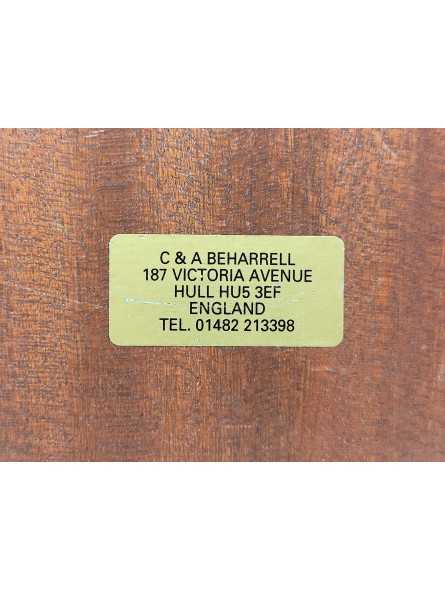 C & A BEHARRELL
187 VICTORIA AVENUE
HULL HU5 3EF
ENGLAND
TEL. 01482 213398